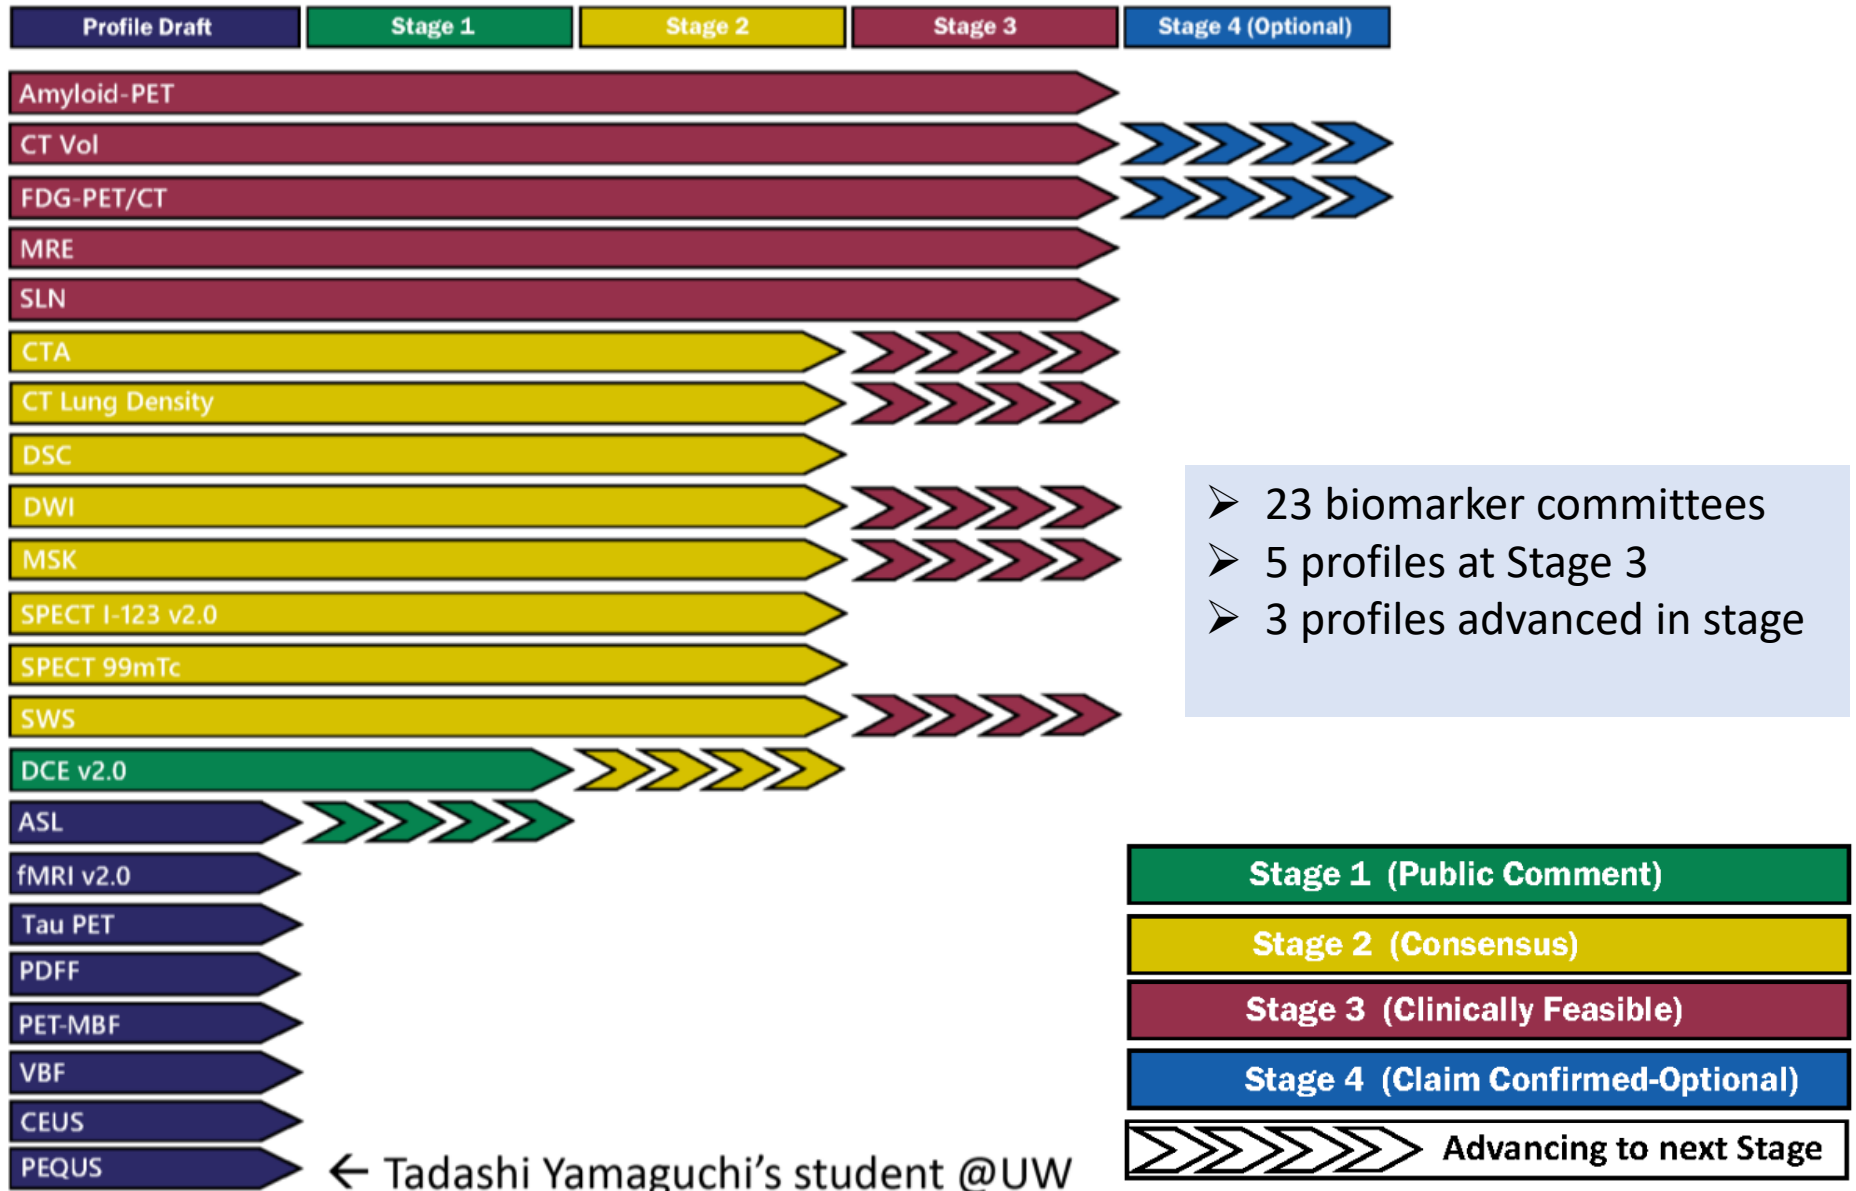 Profile Draft Stage 1 Stage 2 Stage 3 Stage 4 (Optional)
Amyloid-PET
CT Vol
FDG-PET/CT
MRE
SLN
CTA
CT Lung Density
DSC
DWI
MSK
SPECT I-123 v2.0
SPECT 99mTc
SWS
DCE v2.0
ASL
fMRI v2.0
Tau PET
PDFF
PET-MBF
VBF
CEUS
PEQUS
← Tadashi Yamaguchi's student @UW
➢ 23 biomarker committees
➢ 5 profiles at Stage 3
➢ 3 profiles advanced in stage
Stage 1 (Public Comment)
Stage 2 (Consensus)
Stage 3 (Clinically Feasible)
Stage 4 (Claim Confirmed-Optional)
Advancing to next Stage